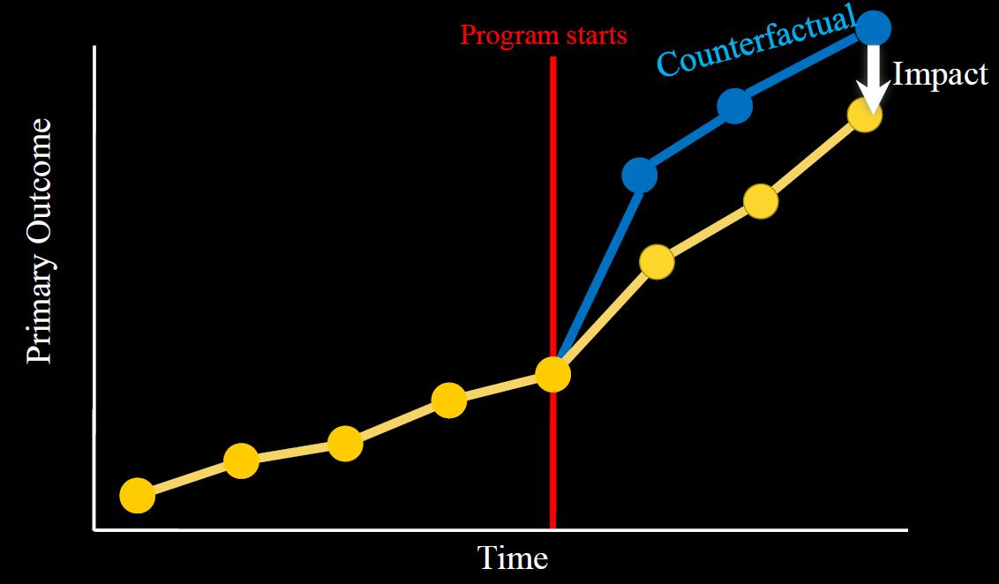 Program starts
Counterfactual
Impact
Primary Outcome
Time